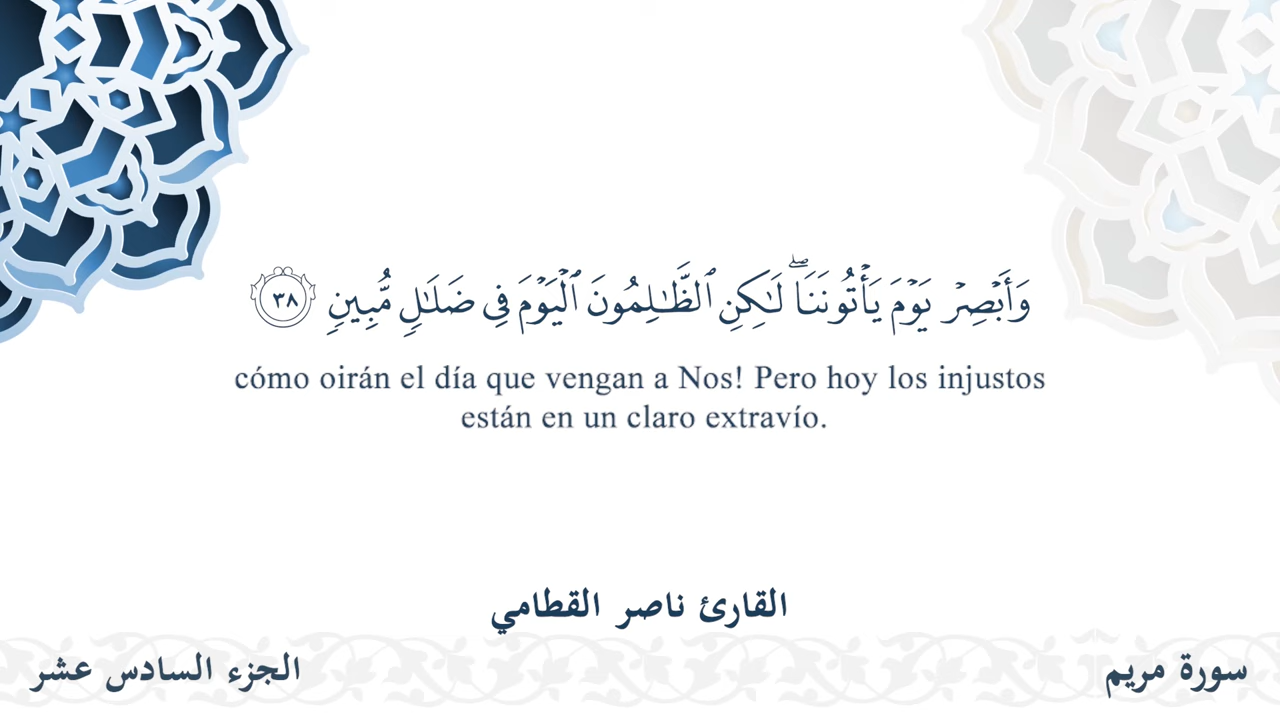 وَأَبۡصِرۡ يَوۡمَ يَأۡتُونَنَاۖ لَٰكِنِ ٱلظَّٰلِمُونَ ٱلۡيَوۡمَ فِي ضَلَٰلٖ مُّبِينٖ ٣٨
cómo oirán el día que vengan a Nos! Pero hoy los injustos
están en un claro extravío.
القارئ ناصر القطامي
سورة مريم
الجزء السادس عشر